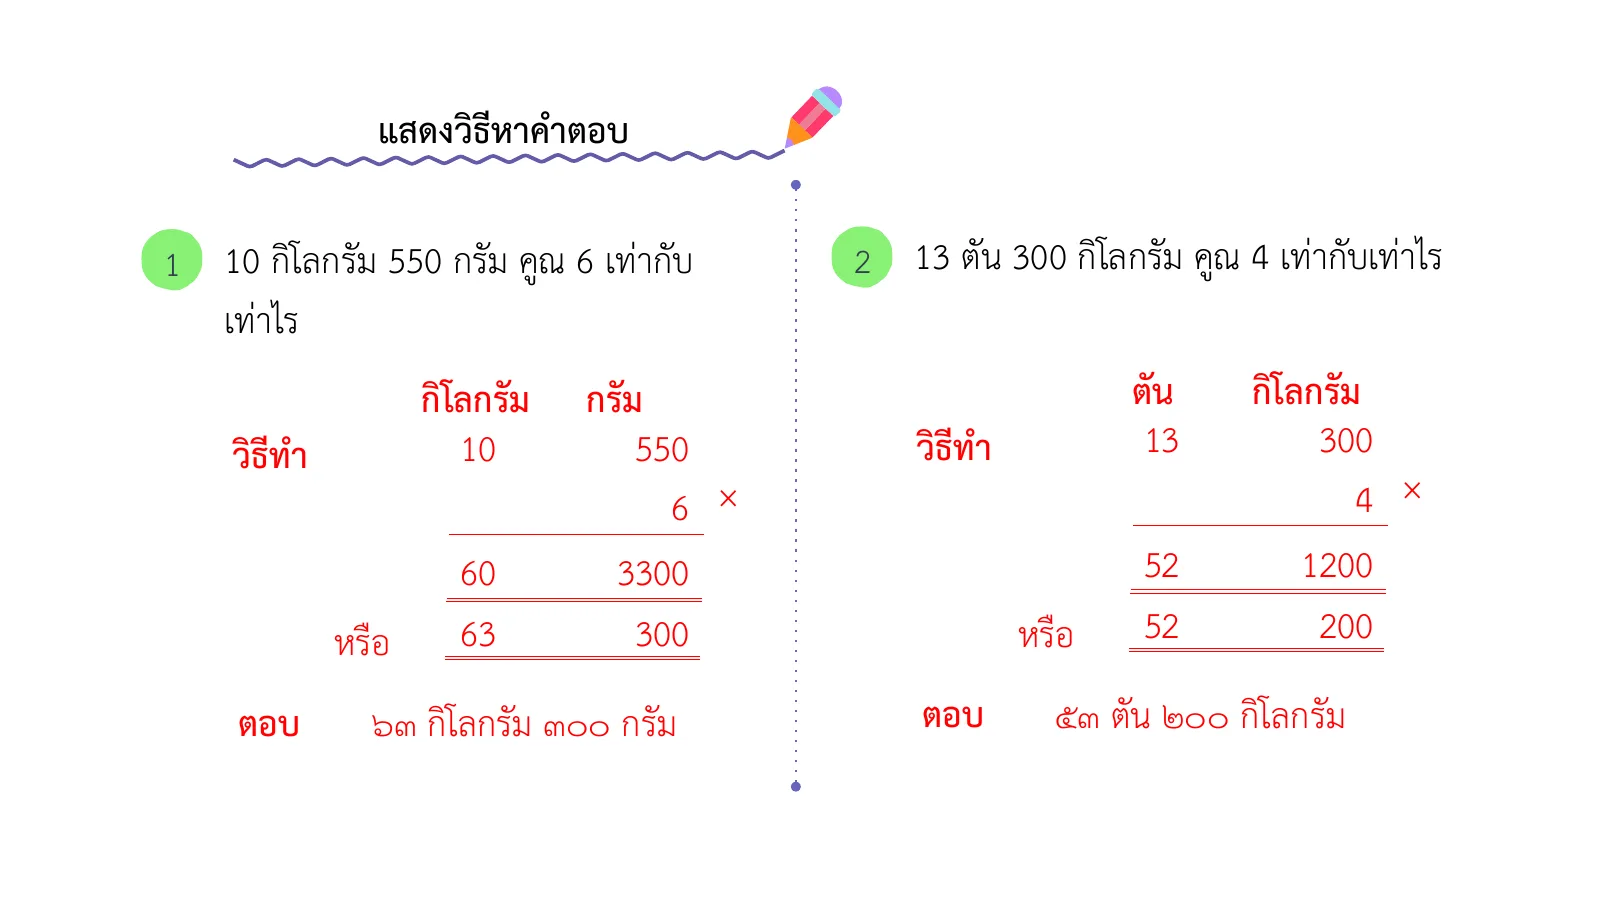 แสดงวิธีหาคำตอบ
1
10 กิโลกรัม 550 กรัม คูณ 6 เท่ากับ
เท่าไร
กิโลกรัม กรัม
วิธีทำ 10 550
6 ×
60 3300
หรือ 63 300
ตอบ ๖๓ กิโลกรัม ๓๐๐ กรัม
2
13 ตัน 300 กิโลกรัม คูณ 4 เท่ากับเท่าไร
ตัน กิโลกรัม
วิธีทำ 13 300
4 ×
52 1200
หรือ 52 200
ตอบ ๕๓ ตัน ๒๐๐ กิโลกรัม